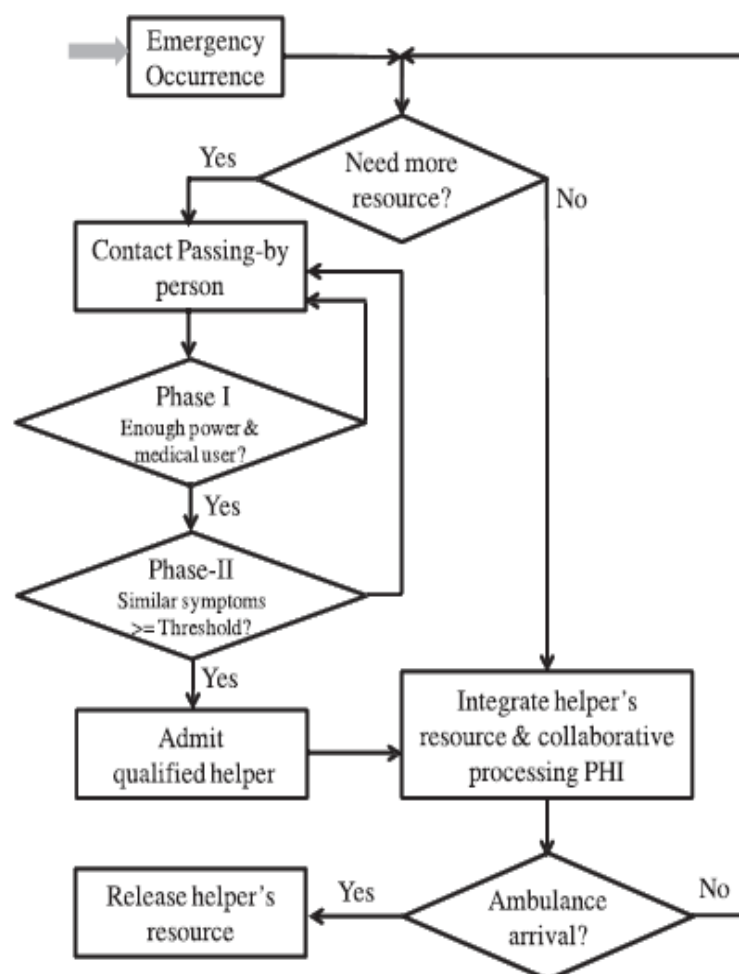 Emergency
Occurrence
Need more
resource?
Yes
No
Contact Passing-by
person
Phase I
Enough power &
medical user?
Yes
Phase-II
Similar symptoms
>= Threshold?
Yes
Admit
qualified helper
Integrate helper's
resource & collaborative
processing PHI
Ambulance
arrival?
Yes
No
Release helper's
resource